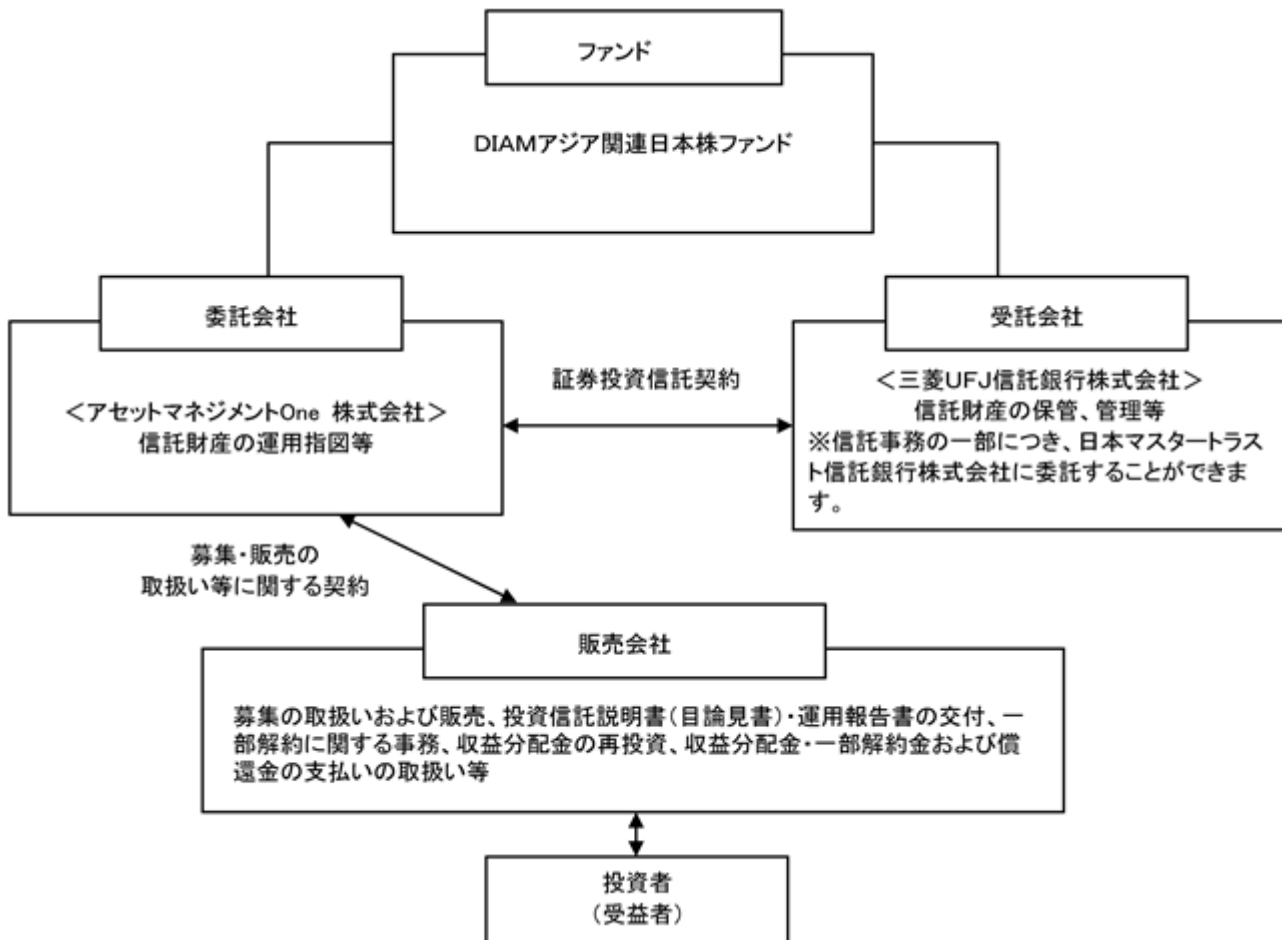 ファンド
DIAMアジア関連日本株ファンド
委託会社
<アセットマネジメントOne 株式会社>
信託財産の運用指図等
証券投資信託契約
受託会社
<三菱UFJ信託銀行株式会社>
信託財産の保管、管理等
※信託事務の一部につき、日本マスタートラス
ト信託銀行株式会社に委託することができま
す。
募集・販売の
取扱い等に関する契約
販売会社
募集の取扱いおよび販売、投資信託説明書(目論見書)・運用報告書の交付、一
部解約に関する事務、収益分配金の再投資、収益分配金・一部解約金および償
還金の支払いの取扱い等
投資者
(受益者)